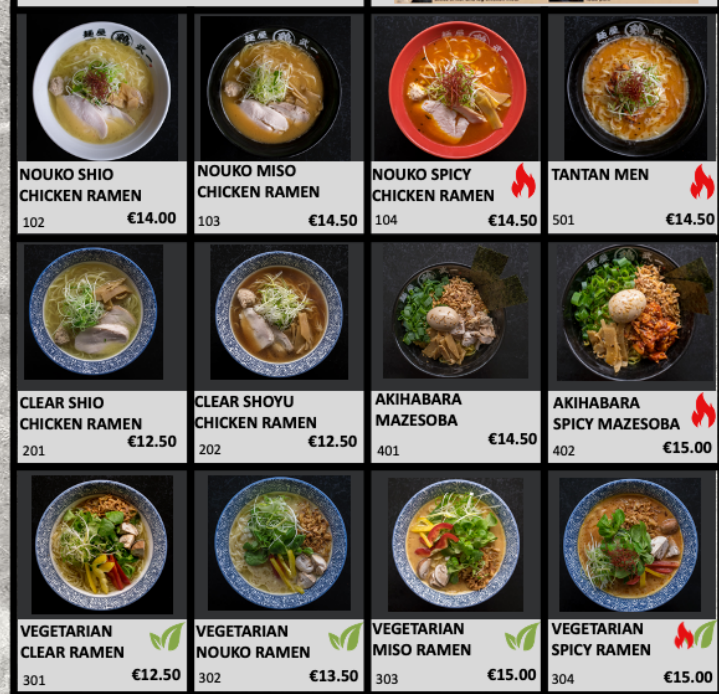 NOUKO SHIO
CHICKEN RAMEN
102 €14.00
NOUKO MISO
CHICKEN RAMEN
103 €14.50
NOUKO SPICY
CHICKEN RAMEN
104 €14.50
TANTAN MEN
501 €14.50
CLEAR SHIO
CHICKEN RAMEN
201 €12.50
CLEAR SHOYU
CHICKEN RAMEN
202 €12.50
AKIHABARA
MAZESOBA
401 €14.50
AKIHABARA
SPICY MAZESOBA
402 €15.00
VEGETARIAN
CLEAR RAMEN
301 €12.50
VEGETARIAN
NOUKO RAMEN
302 €13.50
VEGETARIAN
MISO RAMEN
303 €15.00
VEGETARIAN
SPICY RAMEN
304 €15.00